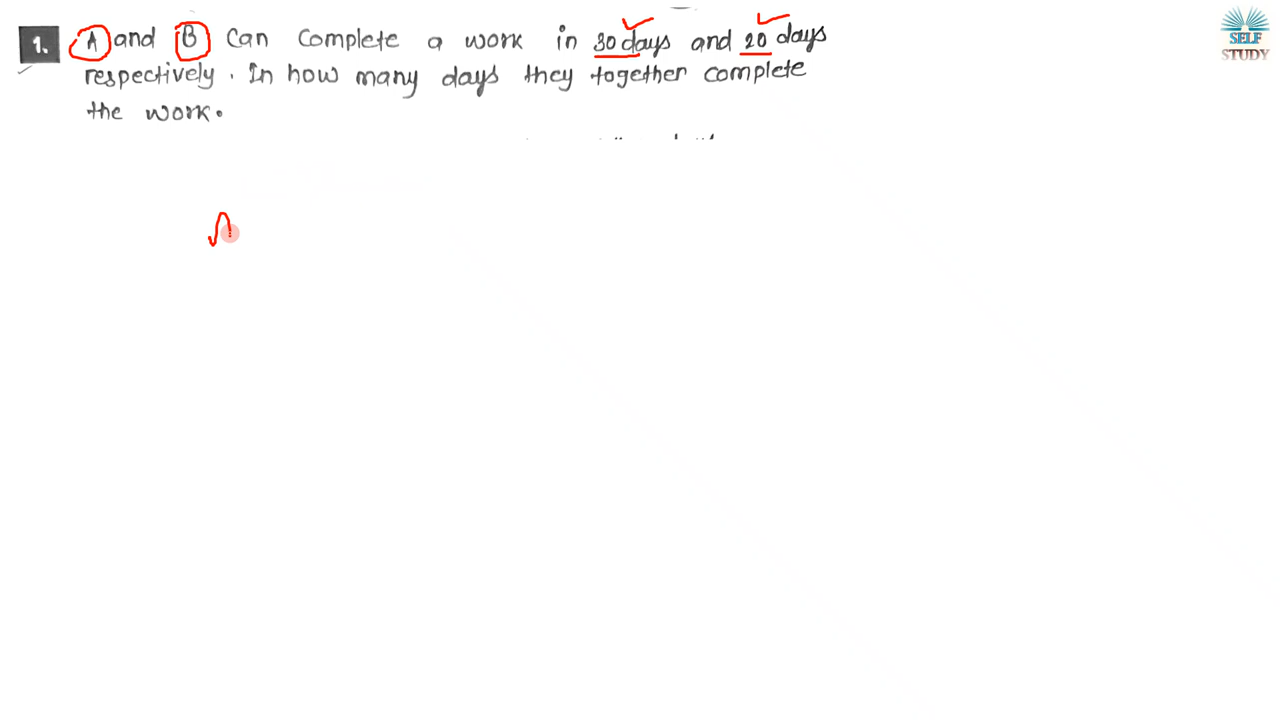 1. A and B Can Complete a work in 30 days and 20 days
respectively. In how many days they together complete
the work.
SELF
STUDY